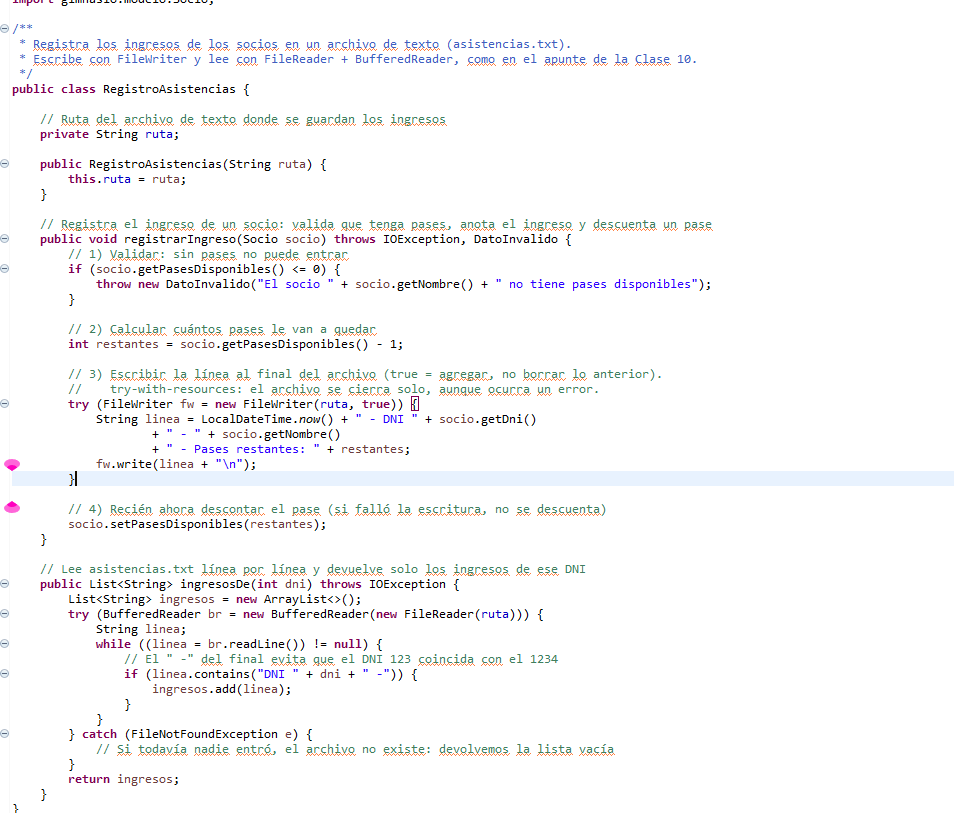 import gimnasio.modelo.Socio;
/**
 * Registra los ingresos de los socios en un archivo de texto (asistencias.txt).
 * Escribe con FileWriter y lee con FileReader + BufferedReader, como en el apunte de la Clase 10.
 */
public class RegistroAsistencias {
// Ruta del archivo de texto donde se guardan los ingresos
private String ruta;
public RegistroAsistencias(String ruta) {
this.ruta = ruta;
}
// Registra el ingreso de un socio: valida que tenga pases, anota el ingreso y descuenta un pase
public void registrarIngreso(Socio socio) throws IOException, DatoInvalido {
// 1) Validar: sin pases no puede entrar
if (socio.getPasesDisponibles() <= 0) {
throw new DatoInvalido("El socio " + socio.getNombre() + " no tiene pases disponibles");
}
// 2) Calcular cuántos pases le van a quedar
int restantes = socio.getPasesDisponibles() - 1;
// 3) Escribir la línea al final del archivo (true = agregar, no borrar lo anterior).
//    try-with-resources: el archivo se cierra solo, aunque ocurra un error.
try (FileWriter fw = new FileWriter(ruta, true)) {
String linea = LocalDateTime.now() + " - DNI " + socio.getDni()
+ " - " + socio.getNombre()
+ " - Pases restantes: " + restantes;
fw.write(linea + "\n");
}
// 4) Recién ahora descontar el pase (si falló la escritura, no se descuenta)
socio.setPasesDisponibles(restantes);
}
// Lee asistencias.txt línea por línea y devuelve solo los ingresos de ese DNI
public List<String> ingresosDe(int dni) throws IOException {
List<String> ingresos = new ArrayList<>();
try (BufferedReader br = new BufferedReader(new FileReader(ruta))) {
String linea;
while ((linea = br.readLine()) != null) {
// El " -" del final evita que el DNI 123 coincida con el 1234
if (linea.contains("DNI " + dni + " -")) {
ingresos.add(linea);
}
}
} catch (FileNotFoundException e) {
// Si todavía nadie entró, el archivo no existe: devolvemos la lista vacía
}
return ingresos;
}
}